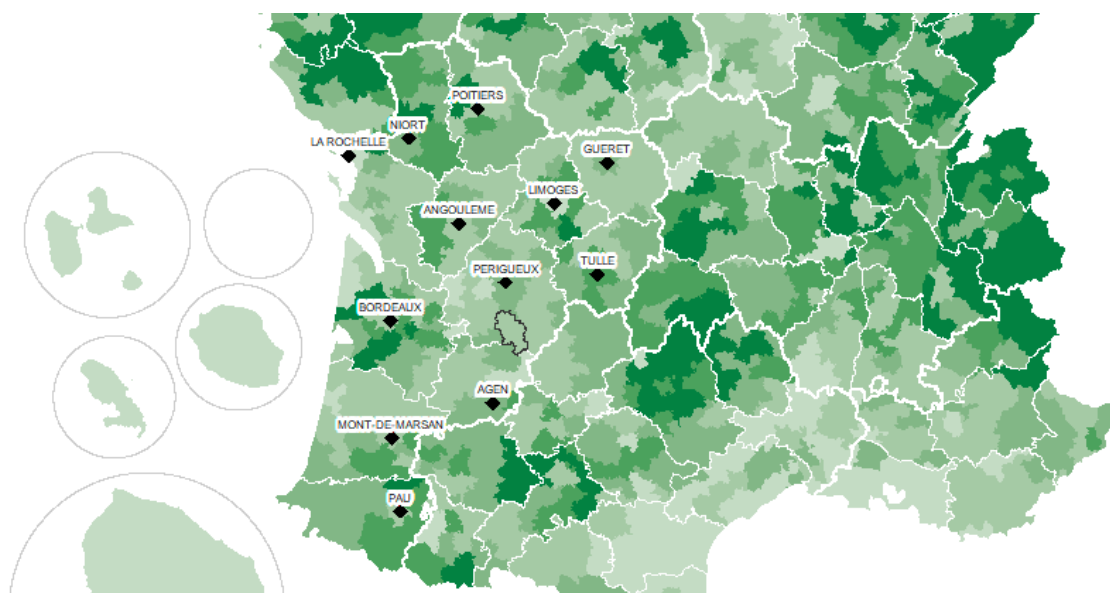 POITIERS
NIORT
LA ROCHELLE
GUERET
LIMOGES
ANGOULEME
TULLE
PERIGUEUX
BORDEAUX
AGEN
MONT-DE-MARSAN
PAU